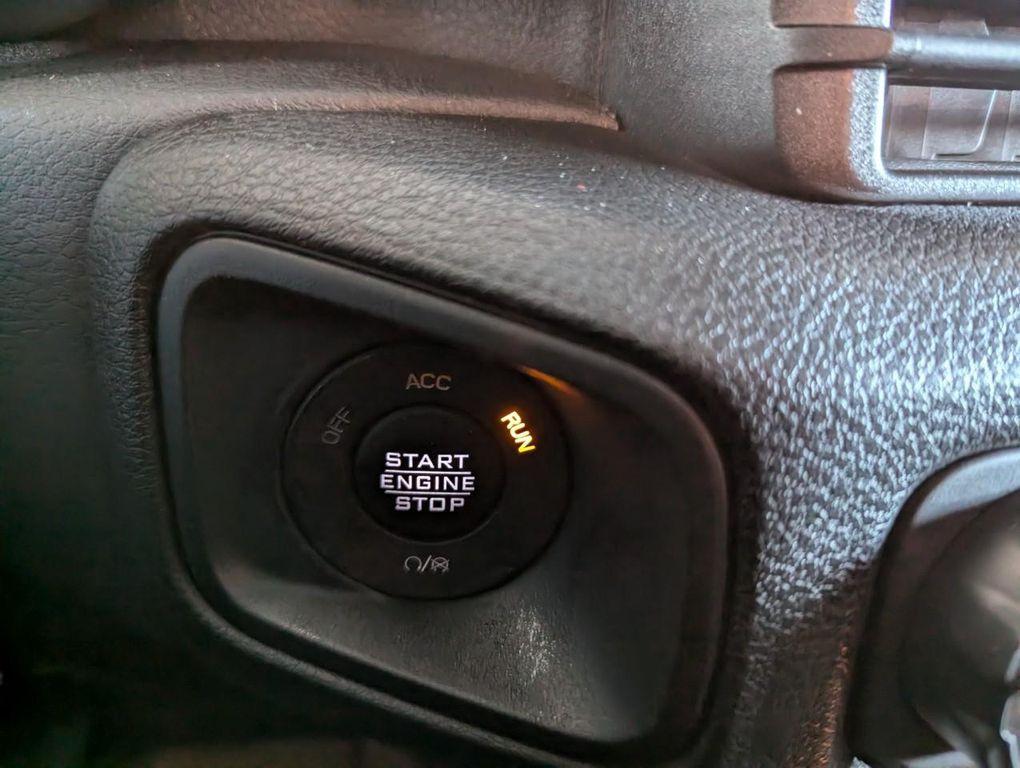 ACC
OFF
RUN
START
ENGINE
STOP